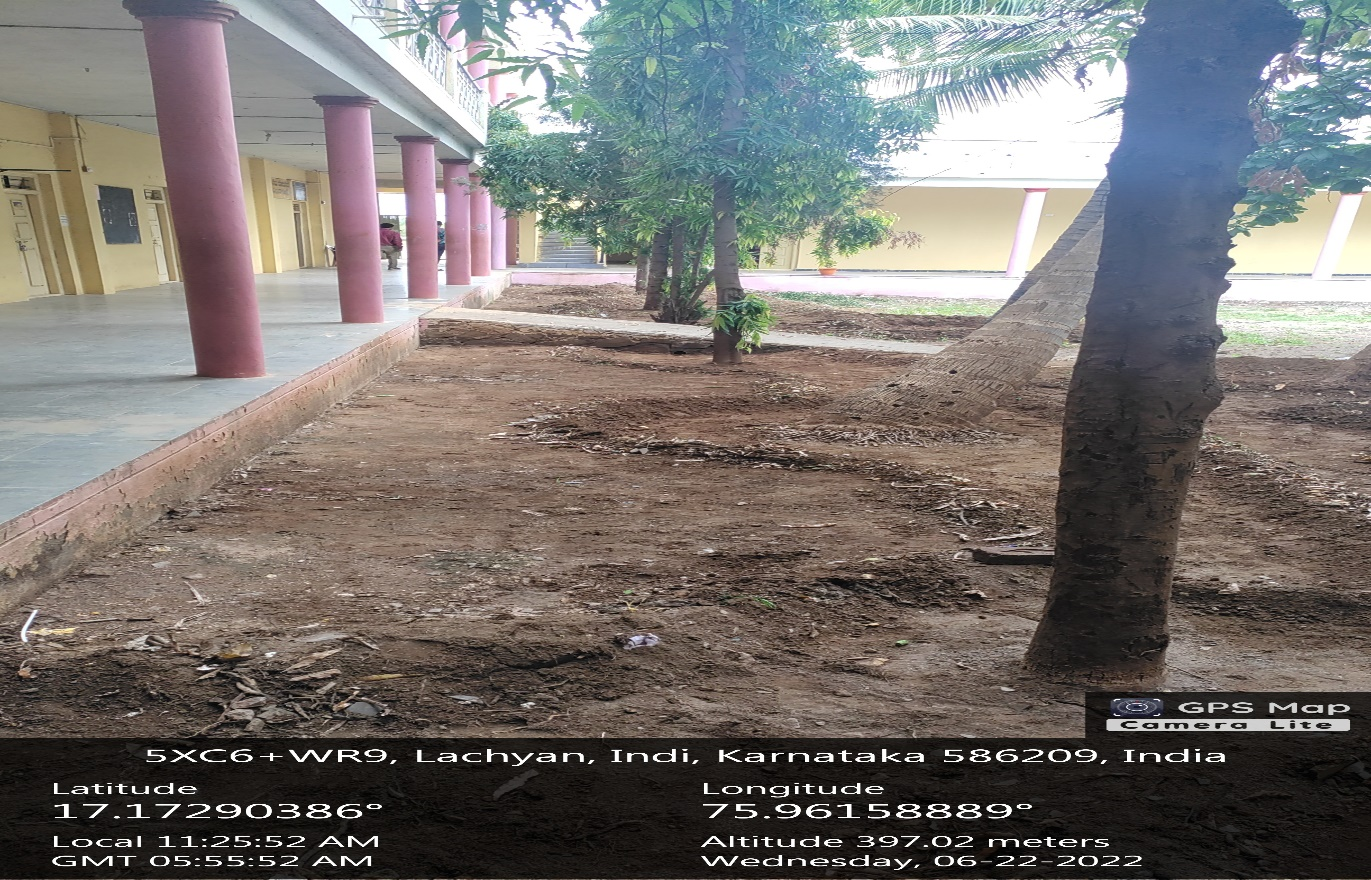 GPS Map
Camera Lite
5XC6+WR9, Lachyan, Indi, Karnataka 586209, India
Latitude
17.17290386°
Longitude
75.96158889°
Local 11:25:52 AM
GMT 05:55:52 AM
Altitude 397.02 meters
Wednesday, 06-22-2022